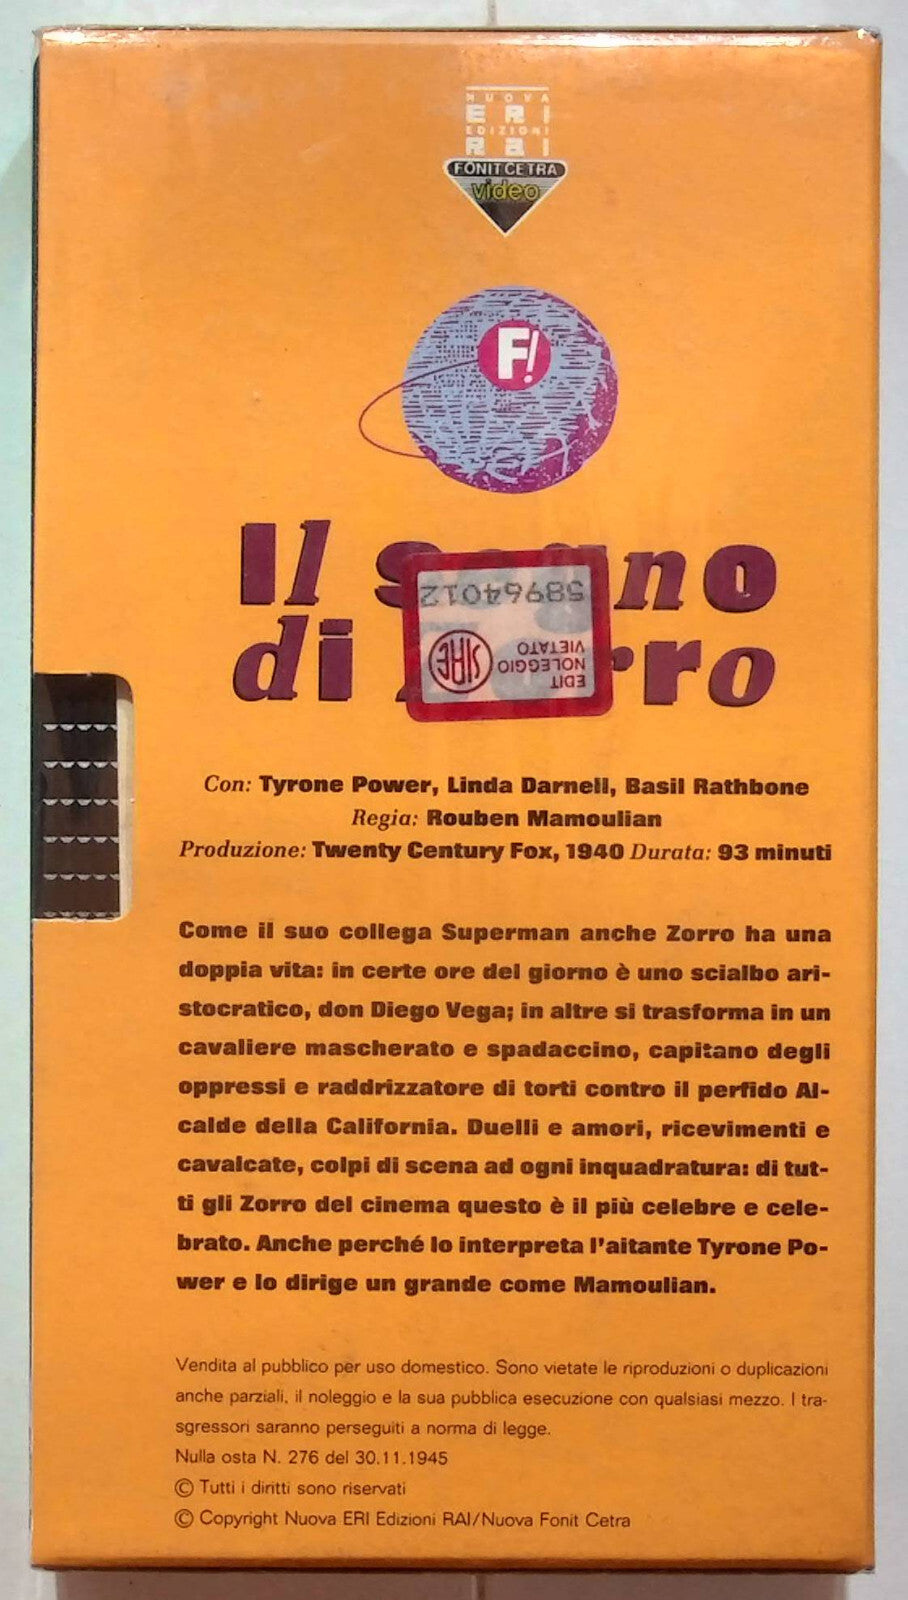 NUOVA
ERI
EDIZIONI
RAI
FONIT CETRA
video
F!
Il segno
di Zorro
58964012
SIAE
EDIT
NOLEGGIO
VIETATO
Con: Tyrone Power, Linda Darnell, Basil Rathbone
Regia: Rouben Mamoulian
Produzione: Twenty Century Fox, 1940 Durata: 93 minuti
Come il suo collega Superman anche Zorro ha una
doppia vita: in certe ore del giorno è uno scialbo ari-
stocratico, don Diego Vega; in altre si trasforma in un
cavaliere mascherato e spadaccino, capitano degli
oppressi e raddrizzatore di torti contro il perfido Al-
calde della California. Duelli e amori, ricevimenti e
cavalcate, colpi di scena ad ogni inquadratura: di tut-
ti gli Zorro del cinema questo è il più celebre e cele-
brato. Anche perché lo interpreta l'aitante Tyrone Po-
wer e lo dirige un grande come Mamoulian.
Vendita al pubblico per uso domestico. Sono vietate le riproduzioni o duplicazioni
anche parziali, il noleggio e la sua pubblica esecuzione con qualsiasi mezzo. I tra-
sgressori saranno perseguiti a norma di legge.
Nulla osta N. 276 del 30.11.1945
© Tutti i diritti sono riservati
© Copyright Nuova ERI Edizioni RAI/Nuova Fonit Cetra